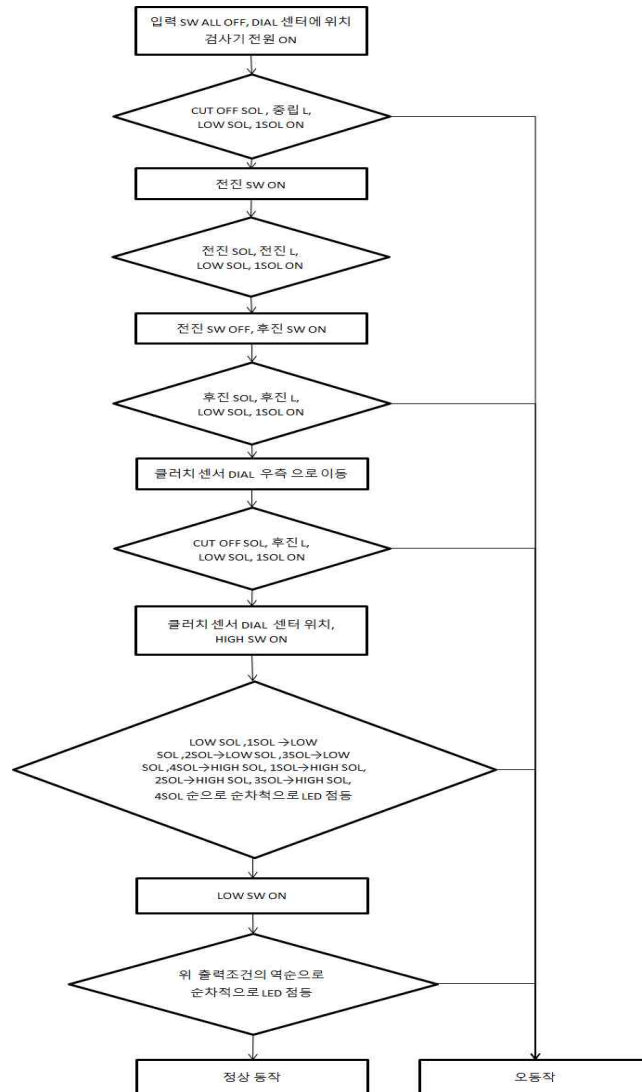 입력 SW ALL OFF, DIAL 센터에 위치
검사기 전원 ON
CUT OFF SOL , 중립 L,
LOW SOL, 1SOL ON
전진 SW ON
전진 SOL, 전진 L,
LOW SOL, 1SOL ON
전진 SW OFF, 후진 SW ON
후진 SOL, 후진 L,
LOW SOL, 1SOL ON
클러치 센서 DIAL 우측 으로 이동
CUT OFF SOL, 후진 L,
LOW SOL, 1SOL ON
클러치 센서 DIAL 센터 위치,
HIGH SW ON
LOW SOL ,1SOL →LOW
SOL ,2SOL→LOW SOL ,3SOL→LOW
SOL ,4SOL→HIGH SOL, 1SOL→HIGH SOL,
2SOL→HIGH SOL, 3SOL→HIGH SOL,
4SOL 순으로 순차척으로 LED 점등
LOW SW ON
위 출력조건의 역순으로
순차적으로 LED 점등
정상 동작
오동작